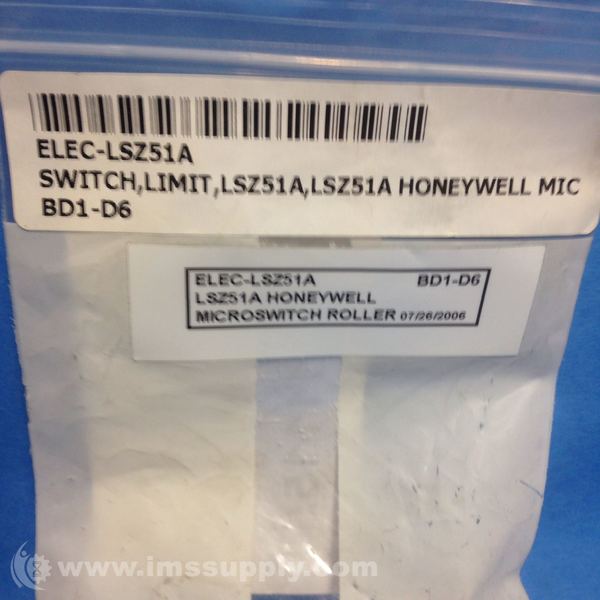 ELEC-LSZ51A
SWITCH,LIMIT,LSZ51A,LSZ51A HONEYWELL MIC
BD1-D6
ELEC-LSZ51A BD1-D6
LSZ51A HONEYWELL
MICROSWITCH ROLLER 07/26/2006
www.imssupply.com